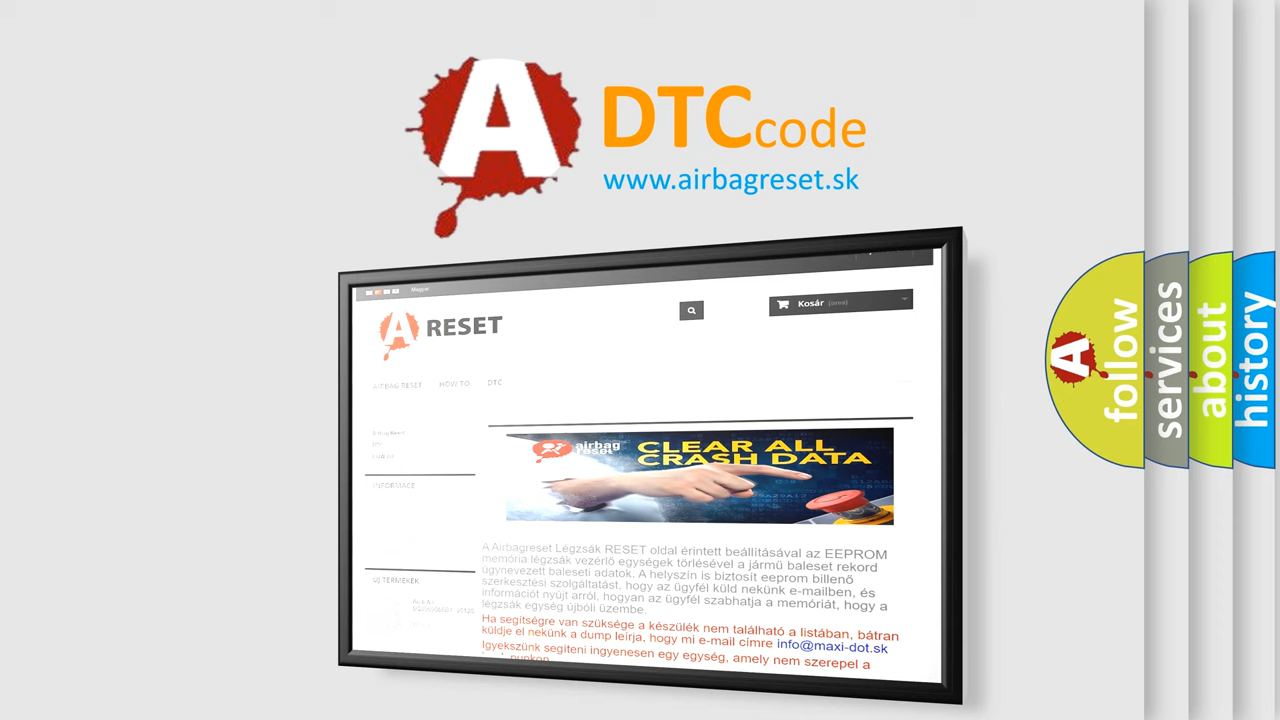 A
DTC code
www.airbagreset.sk
Magyar
A RESET
Kosár (üres)
AIRBAG RESET HOW TO DTC
DTC
INFORMACE
airbag
reset
CLEAR ALL
CRASH DATA
A Airbagreset Légzsák RESET oldal érintett beállításával az EEPROM
memória légzsák vezérlő egységek törlésével a jármű baleset rekord
úgynevezett baleseti adatok. A helyszín is biztosít eeprom billenő
szerkesztési szolgáltatást, hogy az ügyfél küld nekünk e-mailben, és
információt nyújt arról, hogyan az ügyfél szabhatja a memóriát, hogy a
légzsák egység újbóli üzembe.
Ha segítségre van szüksége a készülék nem található a listában, bátran
küldje el nekünk a dump leírja, hogy mi e-mail címre info@maxi-dot.sk
Igyekszünk segíteni ingyenesen egy egység, amely nem szerepel a
ÚJ TERMÉKEK
A
follow
services
about
history